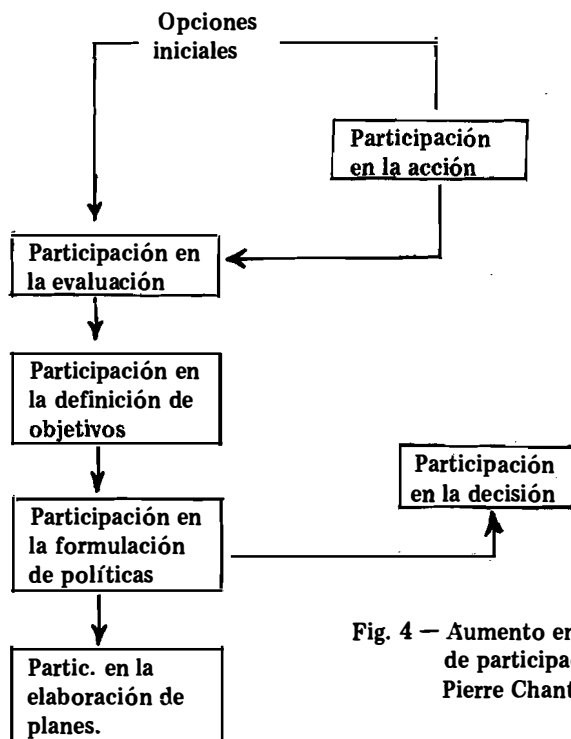 Opciones
iniciales
Participación
en la acción
Participación en
la evaluación
Participación en
la definición de
objetivos
Participación
en la decisión
Participación en
la formulación
de políticas
Fig. 4 — Aumento en
de participa
Pierre Chant
Partic. en la
elaboración de
planes.